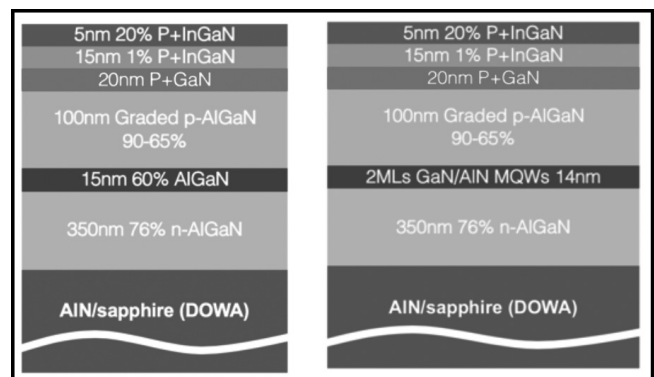 5nm 20% P+InGaN
15nm 1% P+InGaN
20nm P+GaN
100nm Graded p-AlGaN
90-65%
15nm 60% AlGaN
350nm 76% n-AlGaN
AlN/sapphire (DOWA)
5nm 20% P+InGaN
15nm 1% P+InGaN
20nm P+GaN
100nm Graded p-AlGaN
90-65%
2MLs GaN/AlN MQWs 14nm
350nm 76% n-AlGaN
AlN/sapphire (DOWA)